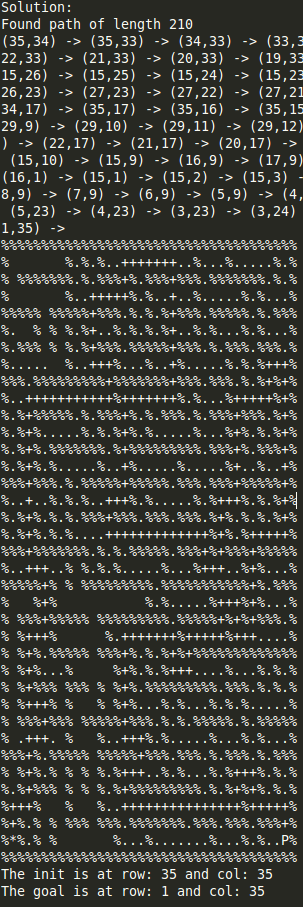 Solution:
Found path of length 210
(35,34) -> (35,33) -> (34,33) -> (33,3
22,33) -> (21,33) -> (20,33) -> (19,33
15,26) -> (15,25) -> (15,24) -> (15,23
26,23) -> (27,23) -> (27,22) -> (27,21
34,17) -> (35,17) -> (35,16) -> (35,15
29,9) -> (29,10) -> (29,11) -> (29,12)
) -> (22,17) -> (21,17) -> (20,17) ->
 (15,10) -> (15,9) -> (16,9) -> (17,9)
(16,1) -> (15,1) -> (15,2) -> (15,3) -
8,9) -> (7,9) -> (6,9) -> (5,9) -> (4,
 (5,23) -> (4,23) -> (3,23) -> (3,24)
1,35) ->
%%%%%%%%%%%%%%%%%%%%%%%%%%%%%%%%%%%%%
%       %.%.%..+++++++..%...%.....%.%
% %%%%%%%.%.%%%+%.%%%+%%%.%%%%%%%.%.%
%       %..+++++%.%..+..%.....%.%...%
%%%%% %%%%%+%%%.%.%.%+%%%.%%%%%.%.%%%
%.  % % %.%+..%.%.%.%+..%.%...%.%...%
%.%%% % %.%+%%%.%%%%%+%%%.%.%%%.%%%.%
%.....  %..+++%...%..+%.....%.%.%+++%
%%%.%%%%%%%%%+%%%%%%%+%%%.%%%.%.%+%+%
%..+++++++++++%+++++++%.%...%+++++%+%
%.%+%%%%%.%.%%%+%.%.%%%.%.%%%+%%%.%+%
%.%+%.....%.%.%+%.%.....%...%+%.%.%+%
%.%+%.%%%%%%%.%+%%%%%%%%%.%%%+%.%.%+%
%.%+%.%.....%..+%.....%.....%+..%..+%
%%%+%%%.%.%%%%%+%%%.%.%%%.%%%+%%%%%+%
%..+..%.%.%..+++%.%.....%.%+++%.%.%+%
%.%+%.%.%.%%%+%%%.%%%.%%%.%+%.%.%.%+%
%.%+%.%.%....+++++++++++++++%.%+++++%
%%%+%%%%%%%.%.%.%%%%%.%%%.%+%%%+%%%%%
%..+++..% %.%.%.....%...%+++..%+%...%
%%%%%+% % %%%%%%%%%.%%%%%%%%%%%+%.%%%
%   %+%           %.%.....%+++%+%...%
% %%%+%%%%% %%%%%%%%%.%%%%%+%+%+%%%.%
% %+++%      %.+++++++%+++++%+++....%
% %+%.%%%%% %%%+%.%.%+%+%%%%%%%%%%%%%
% %+%...%     %+%.%.%+++%....%...%.%.%
% %+%%% %%% % %+%.%%%%%%%%%.%%%.%.%.%
% %+++% %   % %+..%...%.%...%.%.....%
% %%%+%%% %%%%%+%%%.%.%.%%%%%.%.%%%%%
% .+++. %   %..+++%.%.....%...%..%..%
%%%+%.%%%%% %%%%%+%%%.%%%.%.%%%.%.%%%
% %+%.% % % %.%+++..%.%...%.%+++%.%.%
% %+%%% % % %.%+%%%%%%%%%.%.%+%+%.%.%
%+++%   %   %..+++++++++++++++%+++++%
%+%.% % %%% %%%.%%%%%%%.%%%.%%%.%%%+%
%*%.% %     %...%.......%...%...%..P%
%%%%%%%%%%%%%%%%%%%%%%%%%%%%%%%%%%%%%
The init is at row: 35 and col: 35
The goal is at row: 1 and col: 35